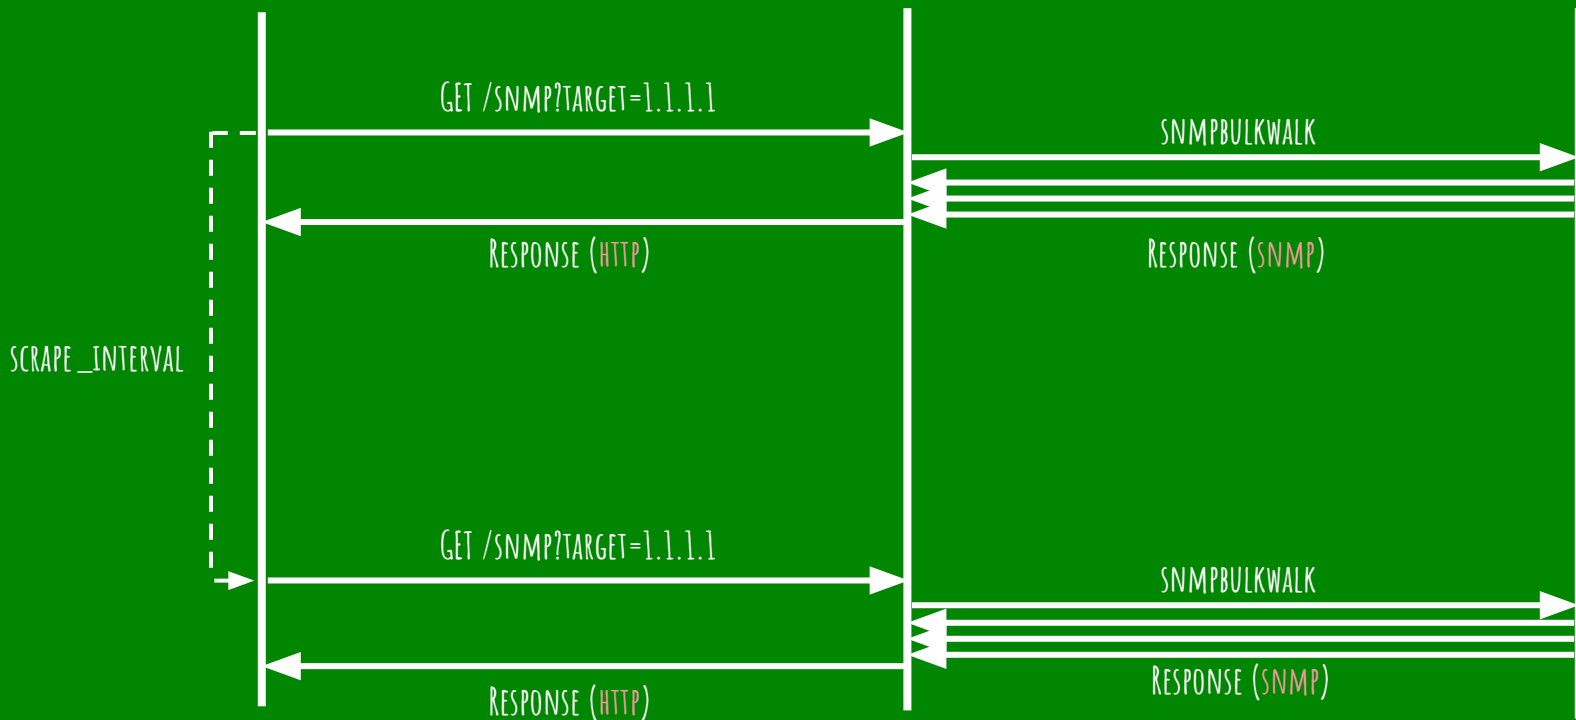 GET /snmp?target=1.1.1.1
snmpbulkwalk
Response (http)
Response (snmp)
scrape_interval
GET /snmp?target=1.1.1.1
snmpbulkwalk
Response (snmp)
Response (http)